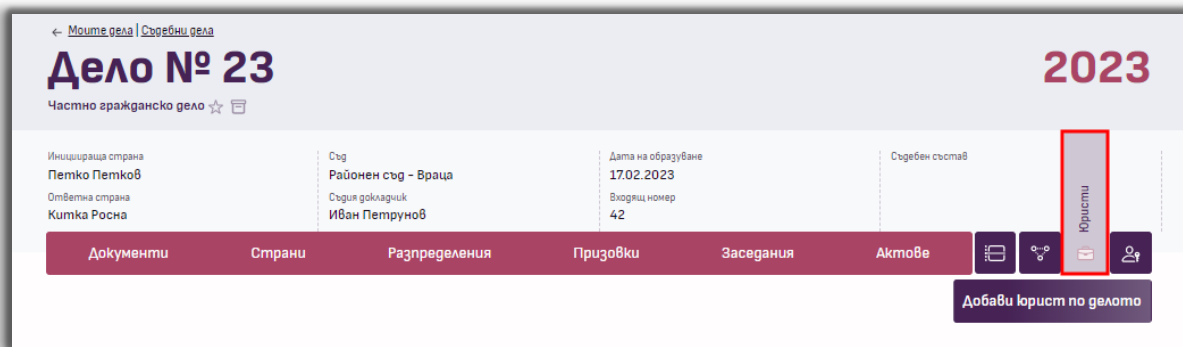 ← Моите дела | Съдебни дела
Дело № 23
2023
Частно гражданско дело
Иницираща страна
Петко Петков
Ответна страна
Китка Росна
Съд
Районен съд - Враца
Съдия докладчик
Иван Петрунов
Дата на образуване
17.02.2023
Входящ номер
42
Съдебен състав
Юристи
Документи Страни Разпределения Призовки Заседания Актове
Добави юрист по делото